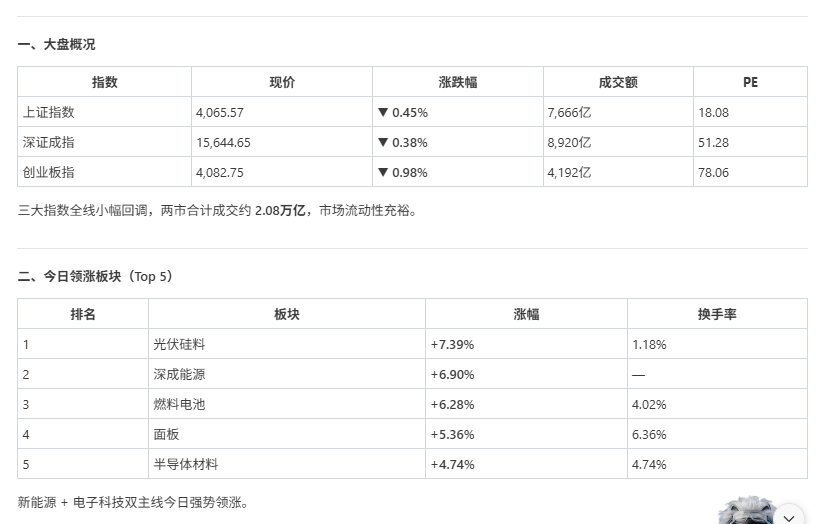 一、大盘概况
指数 现价 涨跌幅 成交额 PE
上证指数 4,065.57 ▼ 0.45% 7,666亿 18.08
深证成指 15,644.65 ▼ 0.38% 8,920亿 51.28
创业板指 4,082.75 ▼ 0.98% 4,192亿 78.06
三大指数全线小幅回调，两市合计成交约 2.08万亿，市场流动性充裕。
二、今日领涨板块（Top 5）
排名 板块 涨幅 换手率
1 光伏硅料 +7.39% 1.18%
2 深成能源 +6.90% —
3 燃料电池 +6.28% 4.02%
4 面板 +5.36% 6.36%
5 半导体材料 +4.74% 4.74%
新能源 + 电子科技双主线今日强势领涨。